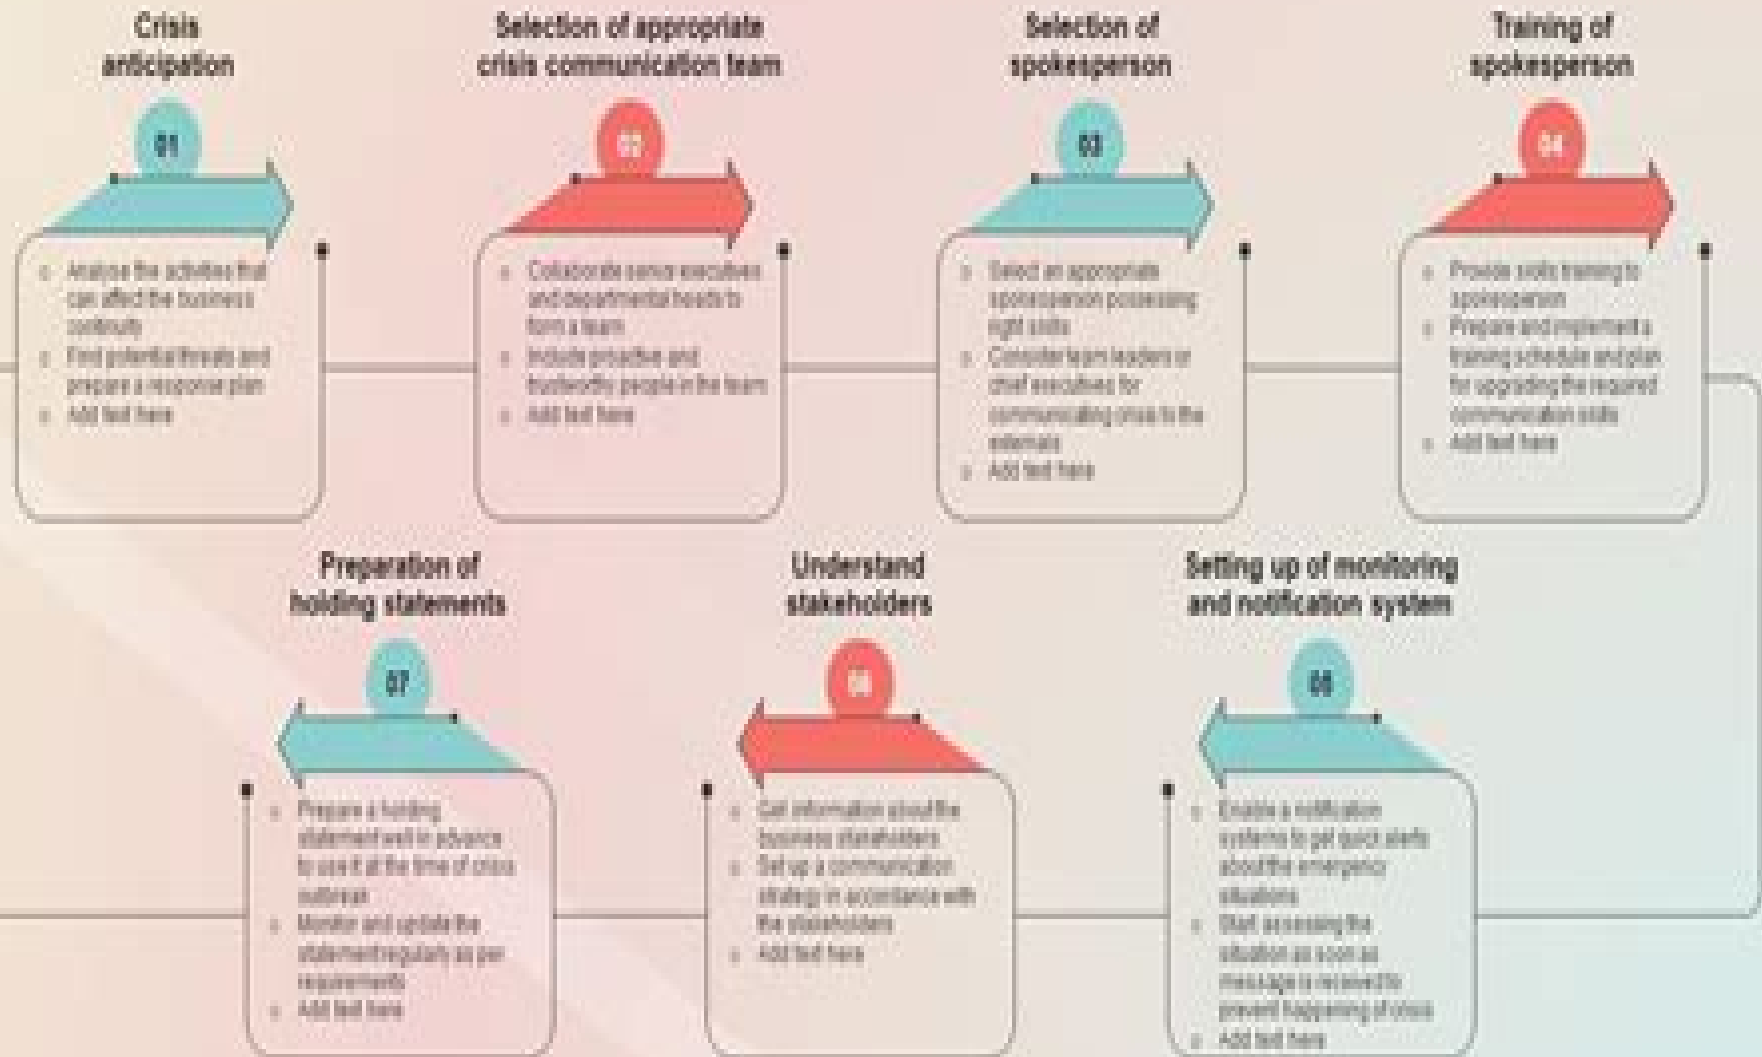 Crisis
anticipation
01
Analyse the activities that
can affect the business
continuity
Find potential threats and
prepare a response plan
Add text here
Selection of appropriate
crisis communication team
02
Collaborate senior executives
and departmental heads to
form a team
Include proactive and
trustworthy people in the team
Add text here
Selection of
spokesperson
03
Select an appropriate
spokesperson possessing
right skills
Consider team leaders or
chief executives for
communicating crisis to the
externals
Add text here
Training of
spokesperson
04
Provide skills training to
spokesperson
Prepare and implement a
training schedule and plan
for upgrading the required
communication skills
Add text here
Setting up of monitoring
and notification system
05
Enable a notification
systems to get quick alerts
about the emergency
situations
Start assessing the
situation as soon as
message is received to
prevent happening of crisis
Add text here
Understand
stakeholders
06
Get information about the
business stakeholders
Set up a communication
strategy in accordance with
the stakeholders
Add text here
Preparation of
holding statements
07
Prepare a holding
statement well in advance
to use it at the time of crisis
outbreak
Monitor and update the
statement regularly as per
requirements
Add text here